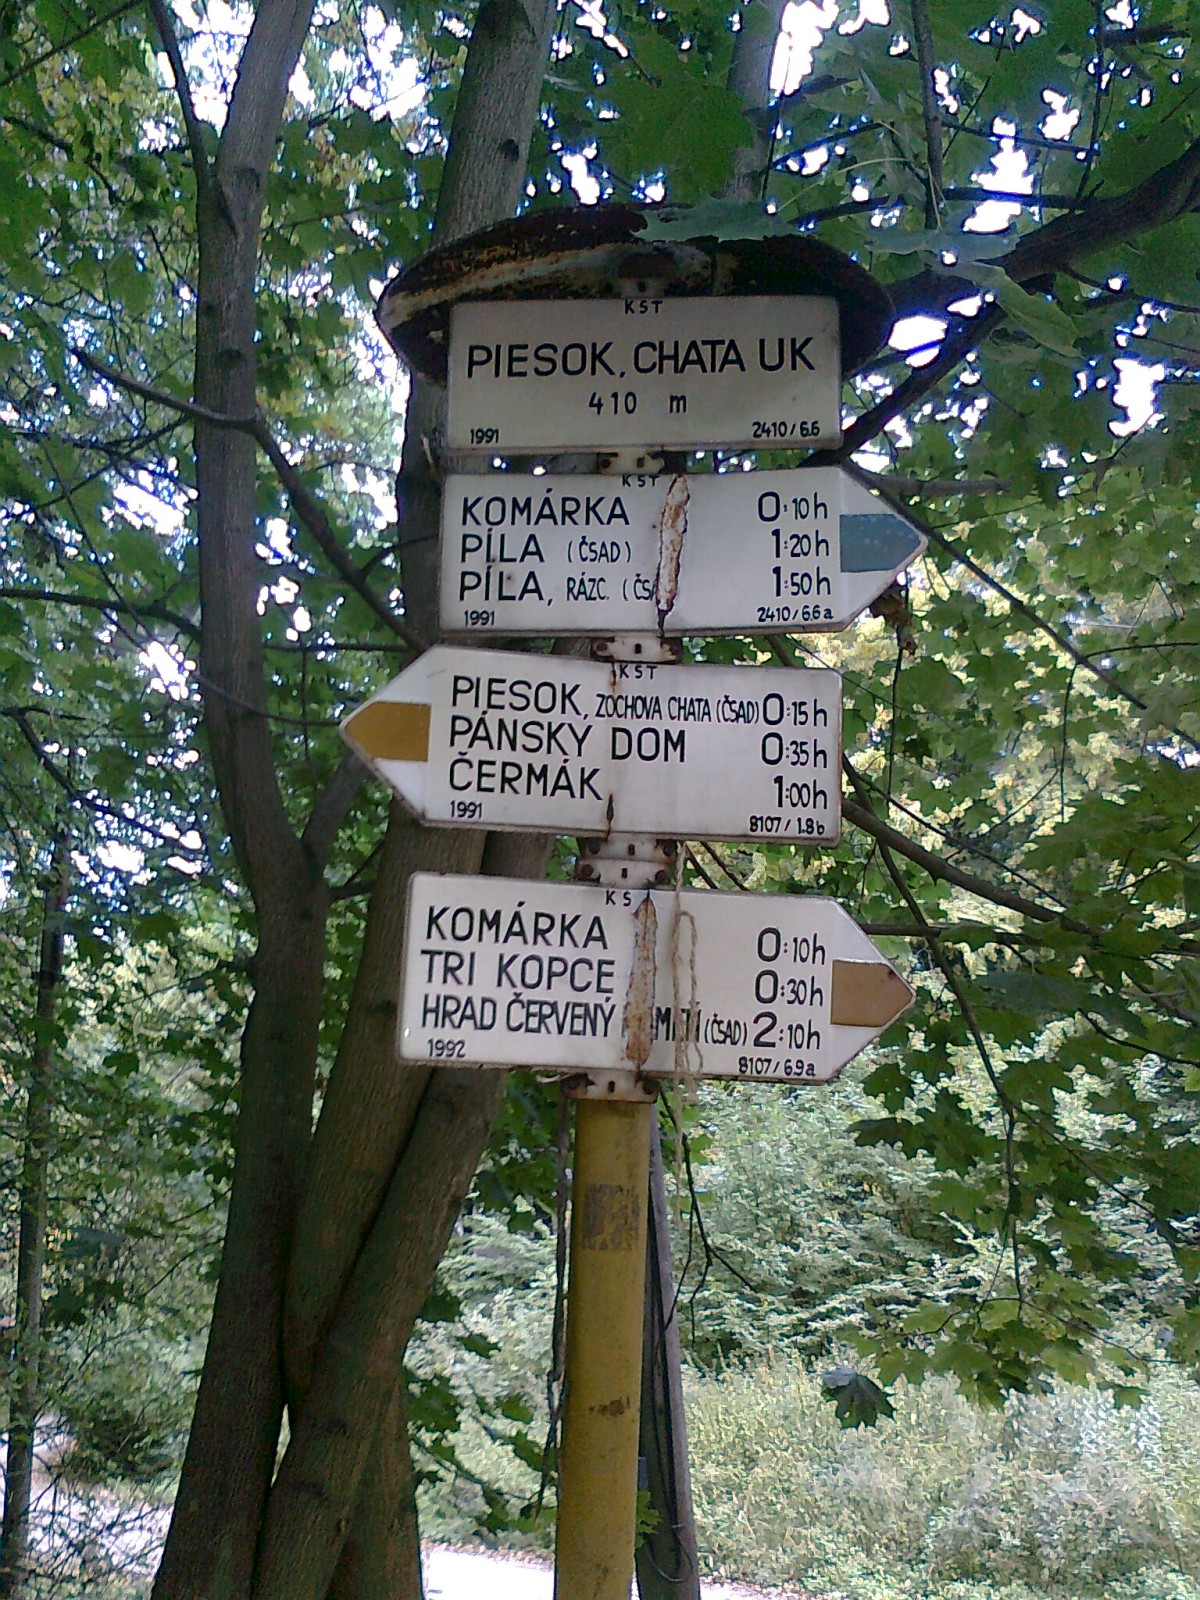 KST
PIESOK, CHATA UK
410 m
1991 2410/6.6
KST
KOMÁRKA 0:10h
PÍLA (ČSAD) 1:20h
PÍLA, RÁZC. 1:50h
1991 2410/6.6a
KST
PIESOK, ZOCHOVA CHATA (ČSAD) 0:15h
PÁNSKY DOM 0:35h
ČERMÁK 1:00h
1991 8107/1.8b
KS
KOMÁRKA 0:10h
TRI KOPCE 0:30h
HRAD ČERVENÝ (ČSAD) 2:10h
1992 8107/6.9a